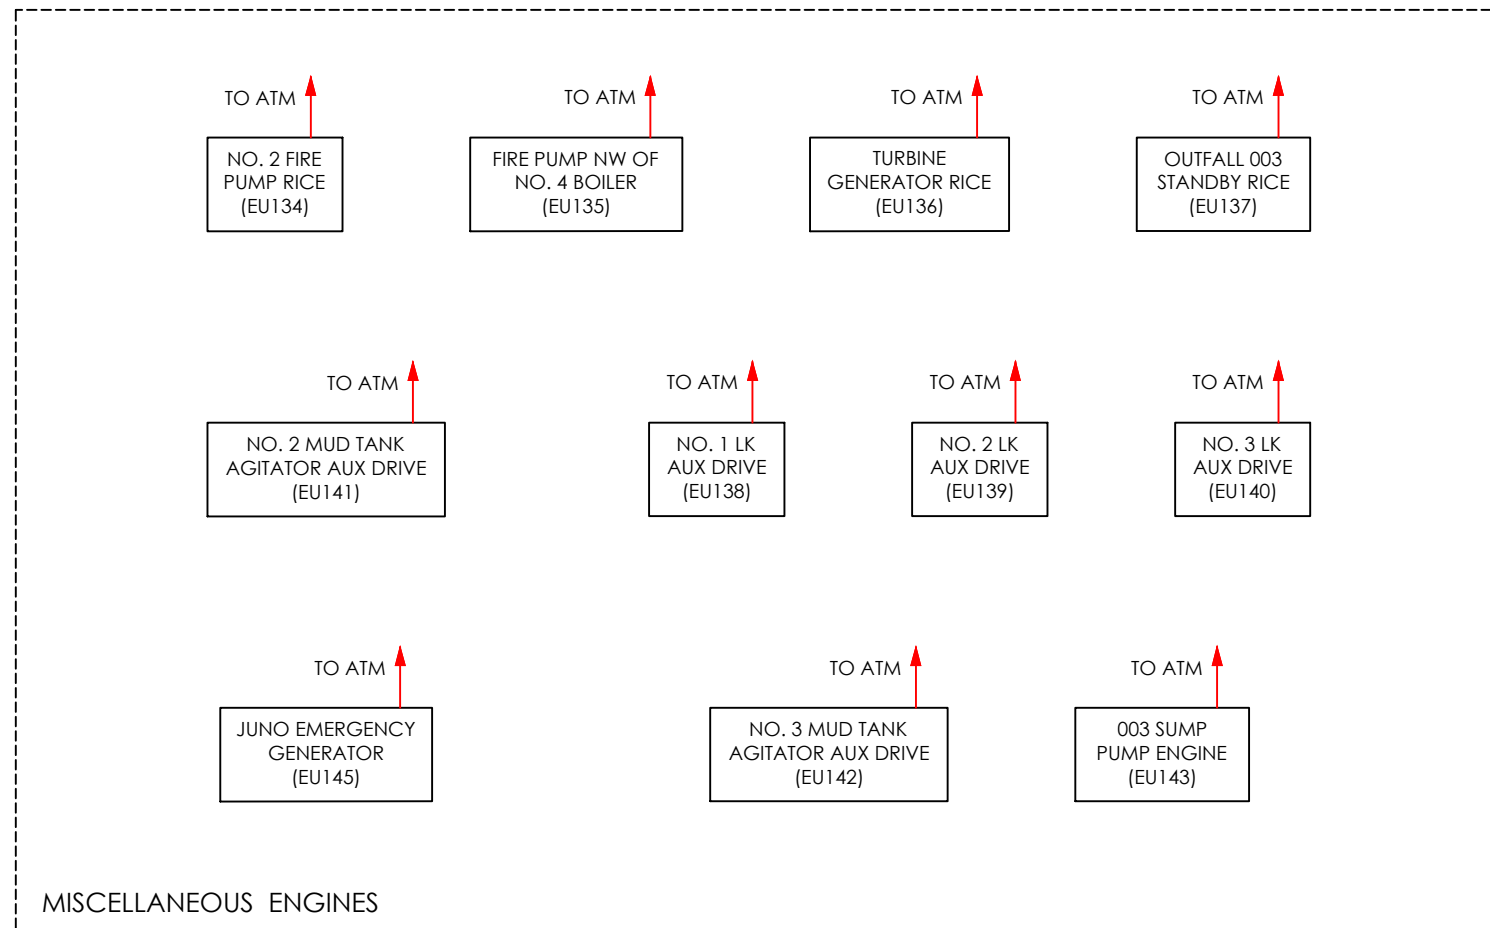 TO ATM
NO. 2 FIRE
PUMP RICE
(EU134)
TO ATM
FIRE PUMP NW OF
NO. 4 BOILER
(EU135)
TO ATM
TURBINE
GENERATOR RICE
(EU136)
TO ATM
OUTFALL 003
STANDBY RICE
(EU137)
TO ATM
NO. 2 MUD TANK
AGITATOR AUX DRIVE
(EU141)
TO ATM
NO. 1 LK
AUX DRIVE
(EU138)
TO ATM
NO. 2 LK
AUX DRIVE
(EU139)
TO ATM
NO. 3 LK
AUX DRIVE
(EU140)
TO ATM
JUNO EMERGENCY
GENERATOR
(EU145)
TO ATM
NO. 3 MUD TANK
AGITATOR AUX DRIVE
(EU142)
TO ATM
003 SUMP
PUMP ENGINE
(EU143)
MISCELLANEOUS ENGINES